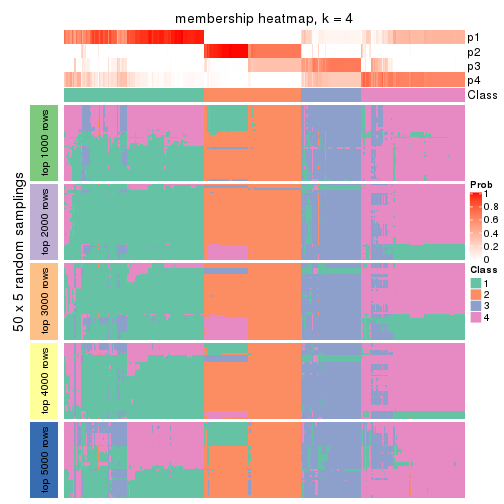 membership heatmap, k = 4
p1
p2
p3
p4
Class
50 x 5 random samplings
top 1000 rows
top 2000 rows
top 3000 rows
top 4000 rows
top 5000 rows
Prob
1
0.8
0.6
0.4
0.2
0
Class
1
2
3
4